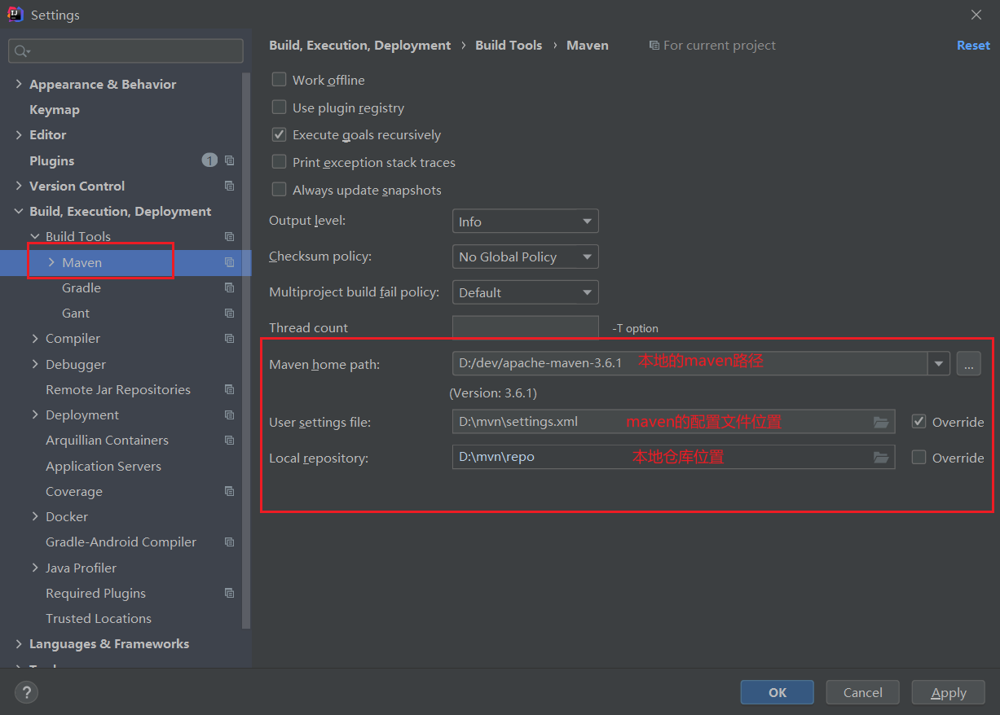 Settings
Build, Execution, Deployment › Build Tools › Maven For current project Reset
Appearance & Behavior
Keymap
Editor
Plugins 1
Version Control
Build, Execution, Deployment
Build Tools
Maven
Gradle
Gant
Compiler
Debugger
Remote Jar Repositories
Deployment
Arquillian Containers
Application Servers
Coverage
Docker
Gradle-Android Compiler
Java Profiler
Required Plugins
Trusted Locations
Languages & Frameworks
Work offline
Use plugin registry
Execute goals recursively
Print exception stack traces
Always update snapshots
Output level: Info
Checksum policy: No Global Policy
Multiproject build fail policy: Default
Thread count -T option
Maven home path: D:/dev/apache-maven-3.6.1 本地的maven路径 ...
(Version: 3.6.1)
User settings file: D:\mvn\settings.xml maven的配置文件位置 Override
Local repository: D:\mvn\repo 本地仓库位置 Override
? OK Cancel Apply